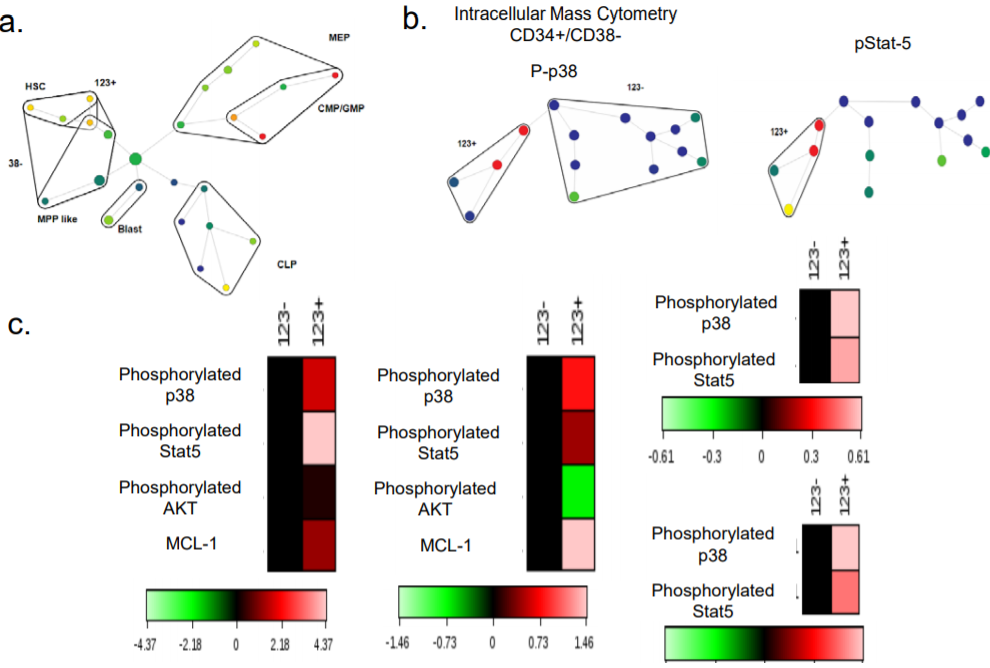 a.
HSC
123+
MEP
CMP/GMP
38-
MPP like
Blast
CLP
b.
Intracellular Mass Cytometry
CD34+/CD38-
P-p38
123-
123+
pStat-5
123+
c.
123-
123+
Phosphorylated
p38
Phosphorylated
Stat5
Phosphorylated
AKT
MCL-1
-4.37
-2.18
0
2.18
4.37
123-
123+
Phosphorylated
p38
Phosphorylated
Stat5
Phosphorylated
AKT
MCL-1
-1.46
-0.73
0
0.73
1.46
123-
123+
Phosphorylated
p38
Phosphorylated
Stat5
-0.61
-0.3
0
0.3
0.61
123-
123+
Phosphorylated
p38
Phosphorylated
Stat5